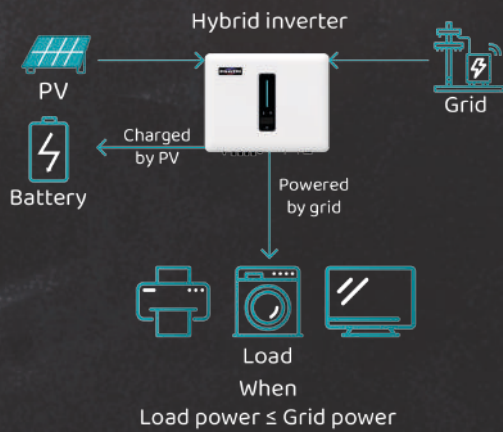 Hybrid inverter
PV
Grid
Charged
by PV
Battery
Powered
by grid
Load
When
Load power ≤ Grid power